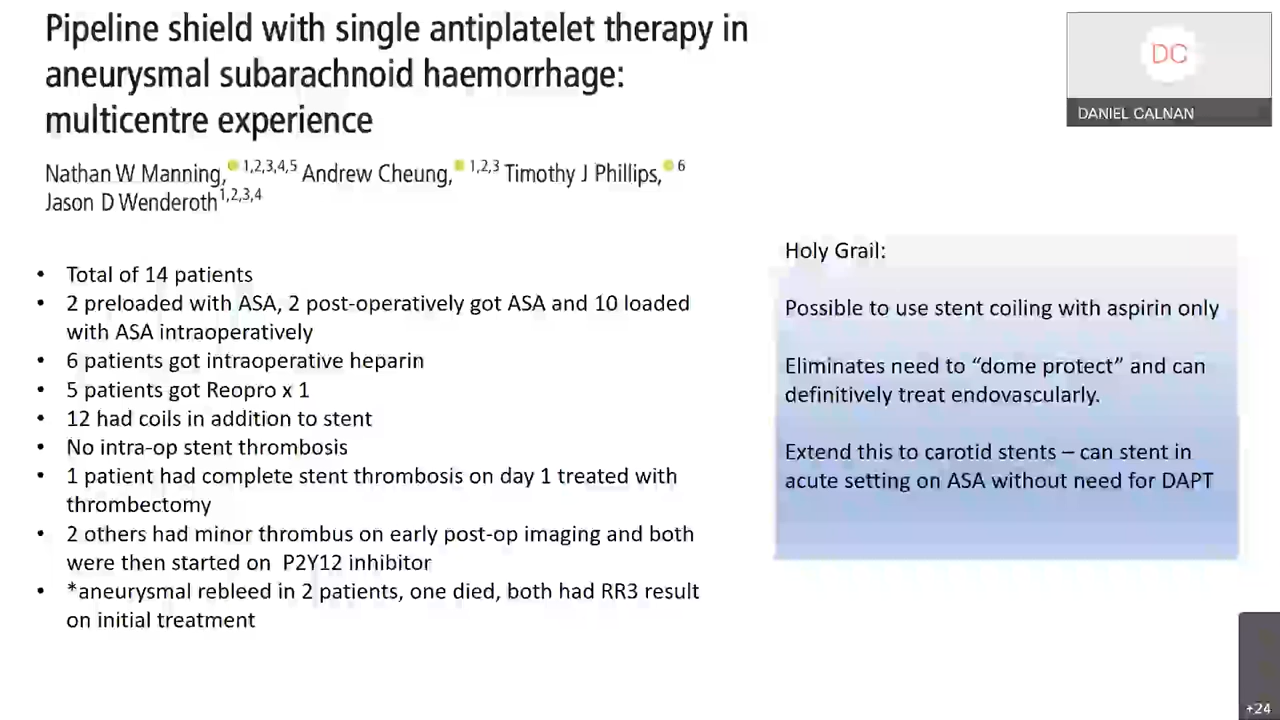 Pipeline shield with single antiplatelet therapy in
aneurysmal subarachnoid haemorrhage:
multicentre experience
Nathan W Manning, 1,2,3,4,5 Andrew Cheung, 1,2,3 Timothy J Phillips, 6
Jason D Wenderoth 1,2,3,4
• Total of 14 patients
• 2 preloaded with ASA, 2 post-operatively got ASA and 10 loaded
with ASA intraoperatively
• 6 patients got intraoperative heparin
• 5 patients got Reopro x 1
• 12 had coils in addition to stent
• No intra-op stent thrombosis
• 1 patient had complete stent thrombosis on day 1 treated with
thrombectomy
• 2 others had minor thrombus on early post-op imaging and both
were then started on P2Y12 inhibitor
• *aneurysmal rebleed in 2 patients, one died, both had RR3 result
on initial treatment
Holy Grail:
Possible to use stent coiling with aspirin only
Eliminates need to “dome protect” and can
definitively treat endovascularly.
Extend this to carotid stents – can stent in
acute setting on ASA without need for DAPT
DC
DANIEL CALNAN
+24